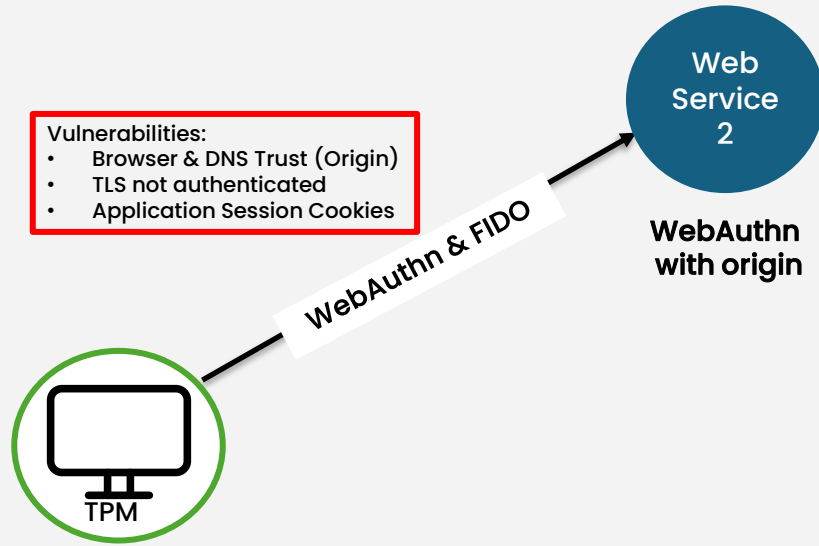 Web
Service
2
Vulnerabilities:
• Browser & DNS Trust (Origin)
• TLS not authenticated
• Application Session Cookies
WebAuthn & FIDO
WebAuthn
with origin
TPM